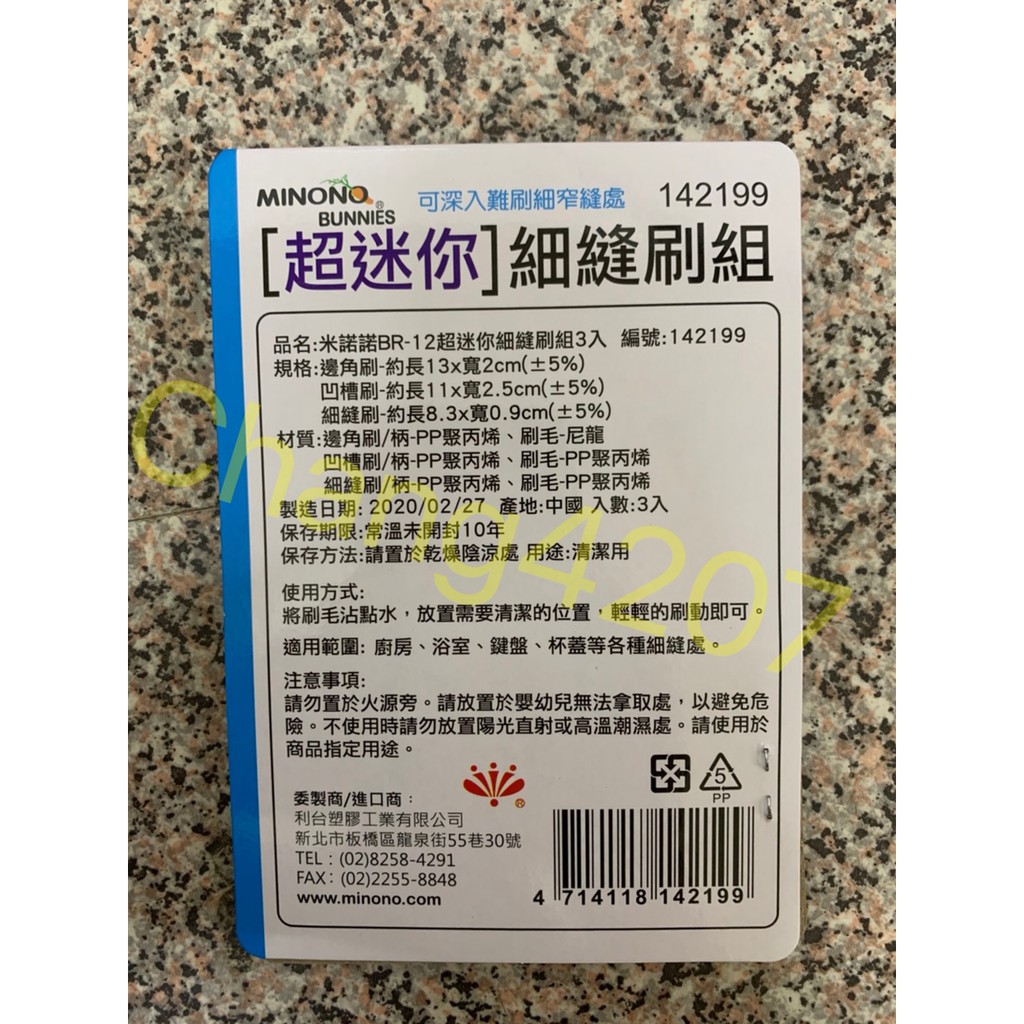 MINONO
BUNNIES®
可深入難刷細窄縫處 142199
[超迷你]細縫刷組
品名:米諾諾BR-12超迷你細縫刷組3入 編號:142199
規格:邊角刷-約長13x寬2cm(±5%)
凹槽刷-約長11x寬2.5cm(±5%)
細縫刷-約長8.3x寬0.9cm(±5%)
材質:邊角刷/柄-PP聚丙烯、刷毛-尼龍
凹槽刷/柄-PP聚丙烯、刷毛-PP聚丙烯
細縫刷/柄-PP聚丙烯、刷毛-PP聚丙烯
製造日期: 2020/02/27 產地:中國 入數:3入
保存期限:常溫未開封10年
保存方法:請置於乾燥陰涼處 用途:清潔用
使用方式:
將刷毛沾點水，放置需要清潔的位置，輕輕的刷動即可。
適用範圍: 廚房、浴室、鍵盤、杯蓋等各種細縫處。
注意事項:
請勿置於火源旁。請放置於嬰幼兒無法拿取處，以避免危
險。不使用時請勿放置陽光直射或高溫潮濕處。請使用於
商品指定用途。
委製商/進口商：
利台塑膠工業有限公司
新北市板橋區龍泉街55巷30號
TEL : (02)8258-4291
FAX: (02)2255-8848
www.minono.com
®
5
PP
4 714118 142199
Chang4207